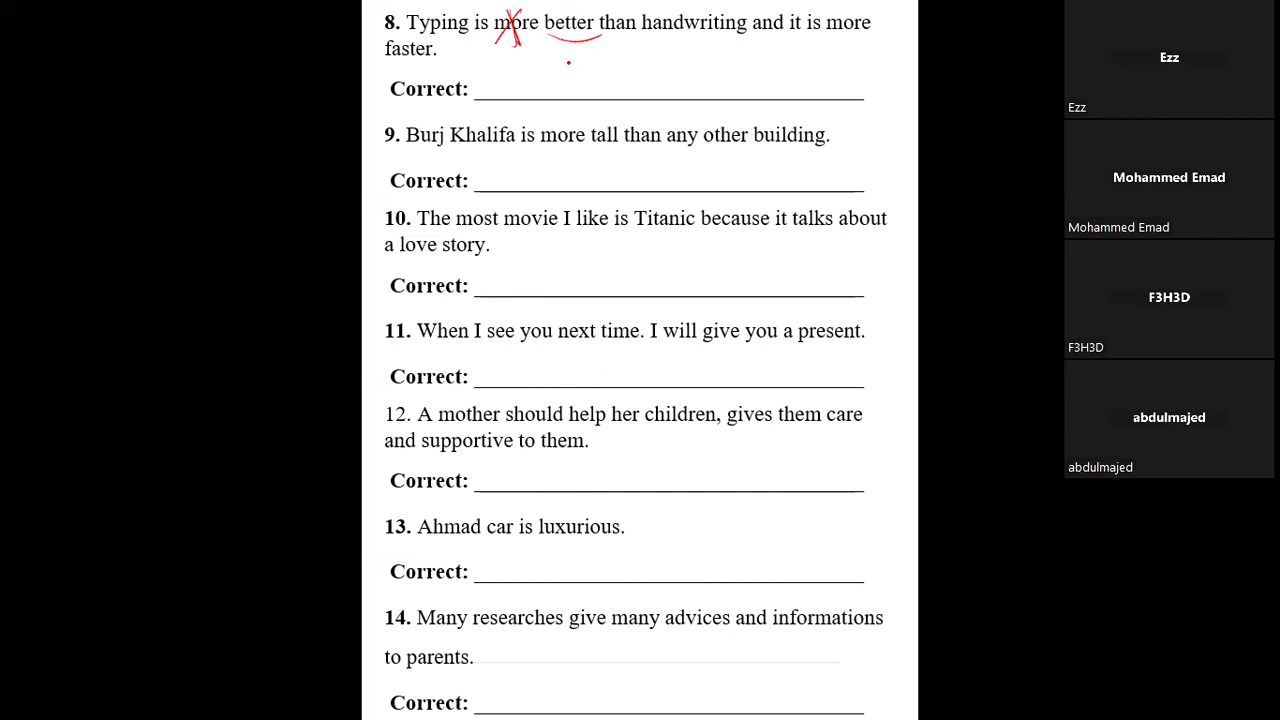 8. Typing is more better than handwriting and it is more
faster.
Correct:
9. Burj Khalifa is more tall than any other building.
Correct:
10. The most movie I like is Titanic because it talks about
a love story.
Correct:
11. When I see you next time. I will give you a present.
Correct:
12. A mother should help her children, gives them care
and supportive to them.
Correct:
13. Ahmad car is luxurious.
Correct:
14. Many researches give many advices and informations
to parents.
Correct:
Ezz
Ezz
Mohammed Emad
Mohammed Emad
F3H3D
F3H3D
abdulmajed
abdulmajed